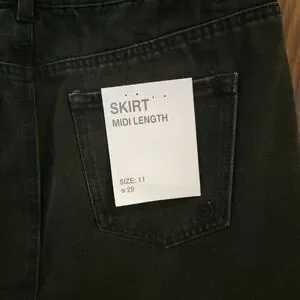 SKIRT
MIDI LENGTH
SIZE: 11
W 29